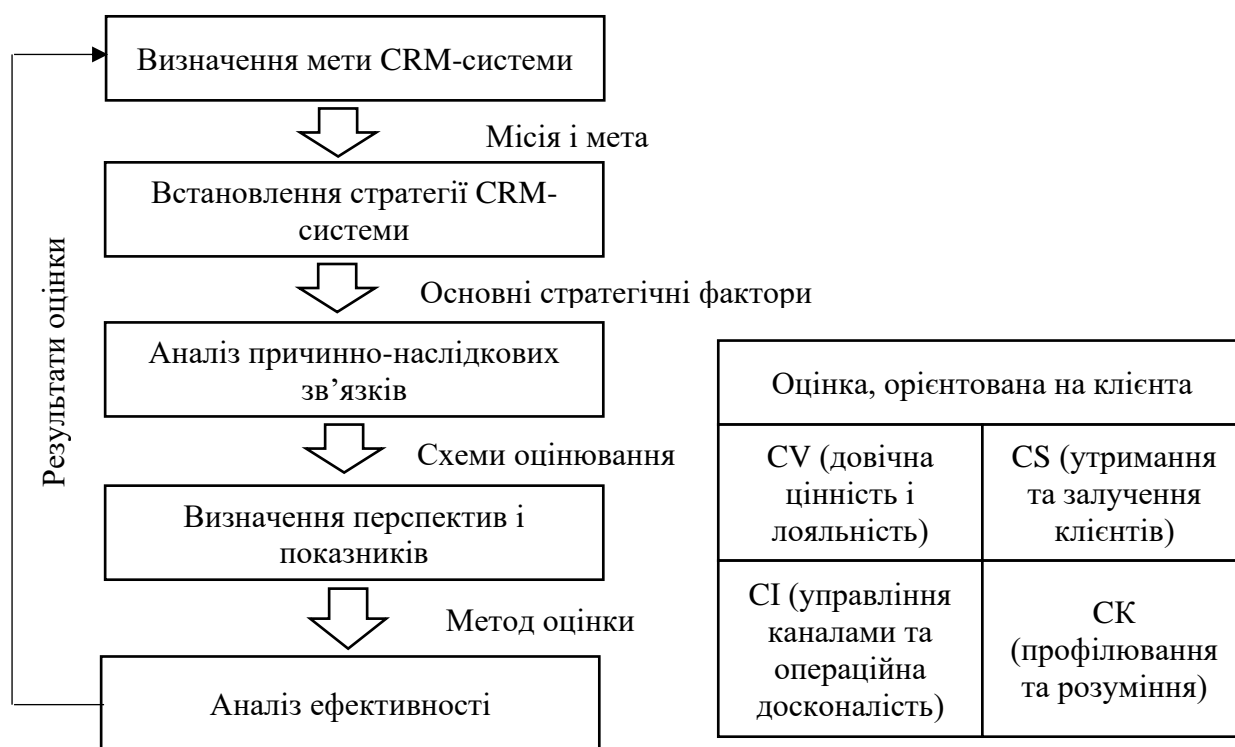 Визначення мети CRM-системи
Місія і мета
Встановлення стратегії CRM-
системи
Основні стратегічні фактори
Аналіз причинно-наслідкових
зв’язків
Схеми оцінювання
Визначення перспектив і
показників
Метод оцінки
Аналіз ефективності
Результати оцінки
Оцінка, орієнтована на клієнта
CV (довічна
цінність і
лояльність)
CS (утримання
та залучення
клієнтів)
CI (управління
каналами та
операційна
досконалість)
СК
(профілювання
та розуміння)